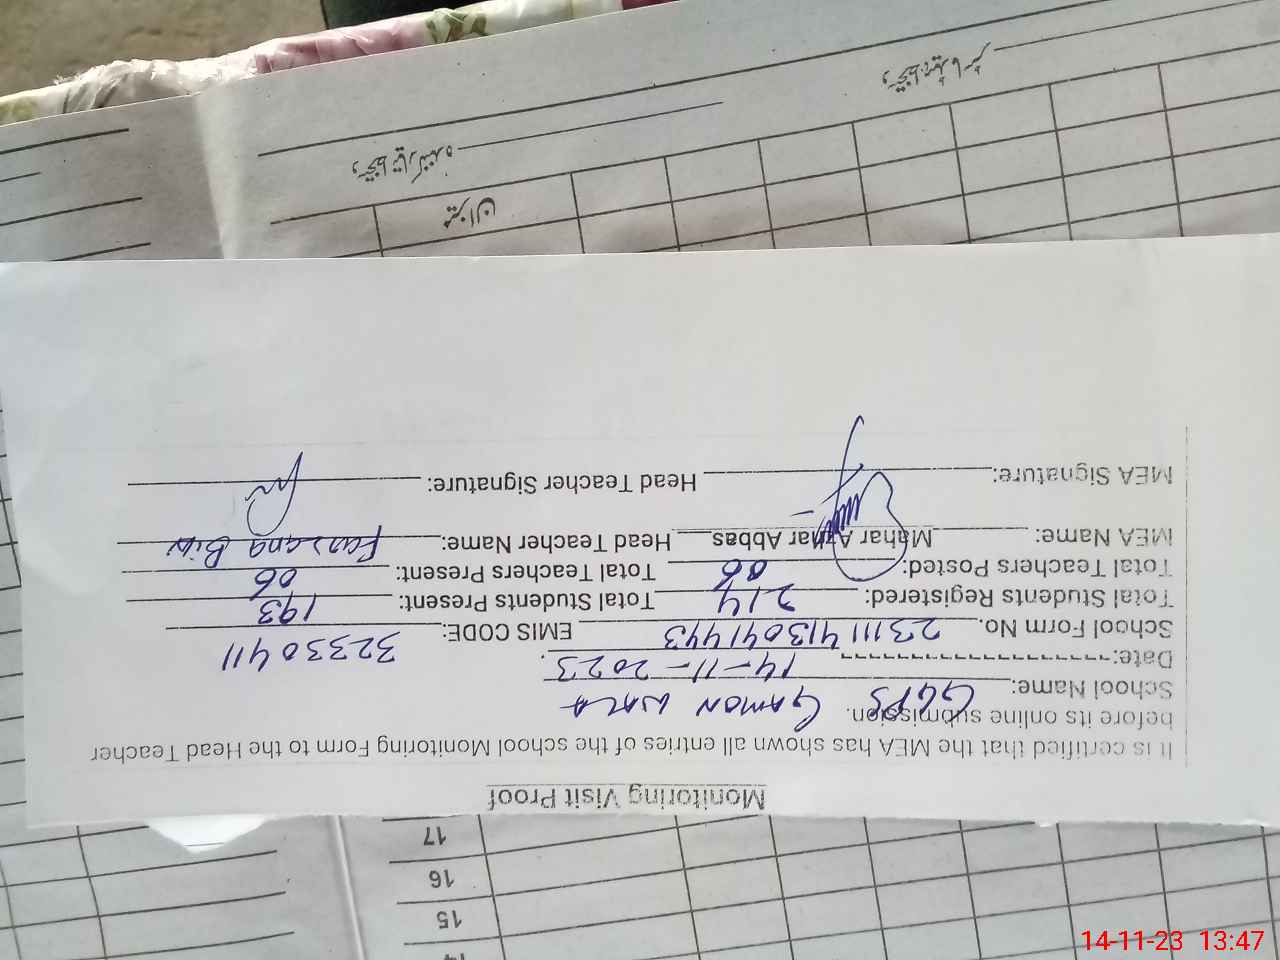 Monitoring Visit Proof
It is certified that the MEA has shown all entries of the school Monitoring Form to the Head Teacher
before its online submission.
School Name: GGPS GAMON WALA
Date: 14-11-2023
School Form No. 23111413041443 EMIS CODE: 32330411
Total Students Registered: 214 Total Students Present: 193
Total Teachers Posted: 06 Total Teachers Present: 06
MEA Name: Mahar Azhar Abbas Head Teacher Name: Farzana Bibi
MEA Signature: Head Teacher Signature:
15
16
17
میزان
14-11-23 13:47